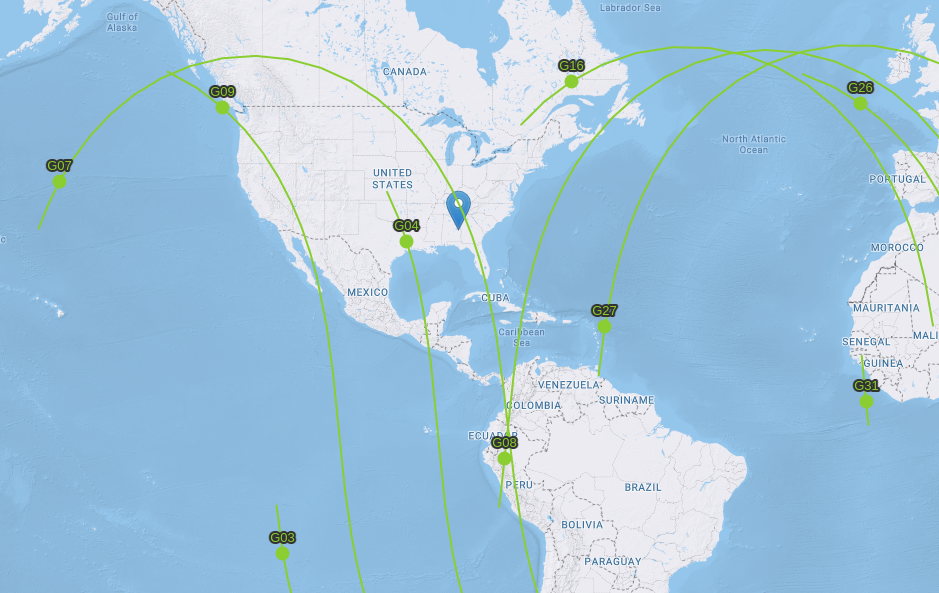 Labrador Sea
Gulf of
Alaska
G16
CANADA
G26
G09
North Atlantic
Ocean
G07
UNITED
STATES
PORTUGAL
G04
c
MOROCCO
MEXICO
CUBA
MAURITANIA
G27
Caribbean
Sea
MALI
SENEGAL
GUINEA
VENEZUELA
G31
SURINAME
COLOMBIA
ECUADOR
G08
PERU
BRAZIL
BOLIVIA
G03
PARAGUAY